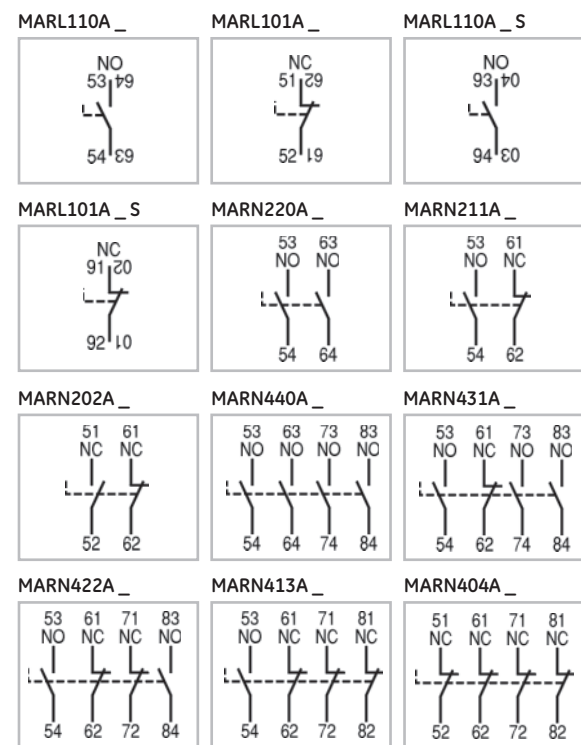 MARL110A _
NO
53 64
54 63
MARL101A _
NC
51 62
52 61
MARL110A _ S
NO
93 04
94 03
MARL101A _ S
NC
91 02
92 01
MARN220A _
53 63
NO NO
54 64
MARN211A _
53 61
NO NC
54 62
MARN202A _
51 61
NC NC
52 62
MARN440A _
53 63 73 83
NO NO NO NO
54 64 74 84
MARN431A _
53 61 73 83
NO NC NO NO
54 62 74 84
MARN422A _
53 61 71 83
NO NC NC NO
54 62 72 84
MARN413A _
53 61 71 81
NO NC NC NC
54 62 72 82
MARN404A _
51 61 71 81
NC NC NC NC
52 62 72 82